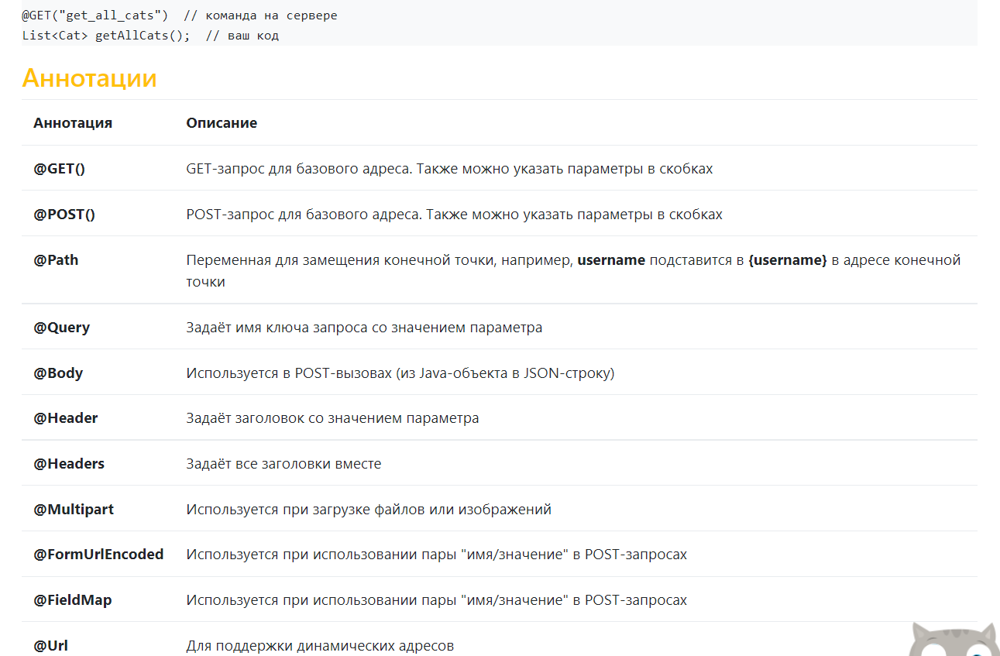 @GET("get_all_cats")  // команда на сервере
List<Cat> getAllCats();  // ваш код
Аннотации
Аннотация Описание
@GET() GET-запрос для базового адреса. Также можно указать параметры в скобках
@POST() POST-запрос для базового адреса. Также можно указать параметры в скобках
@Path Переменная для замещения конечной точки, например, username подставится в {username} в адресе конечной
точки
@Query Задаёт имя ключа запроса со значением параметра
@Body Используется в POST-вызовах (из Java-объекта в JSON-строку)
@Header Задаёт заголовок со значением параметра
@Headers Задаёт все заголовки вместе
@Multipart Используется при загрузке файлов или изображений
@FormUrlEncoded Используется при использовании пары "имя/значение" в POST-запросах
@FieldMap Используется при использовании пары "имя/значение" в POST-запросах
@Url Для поддержки динамических адресов